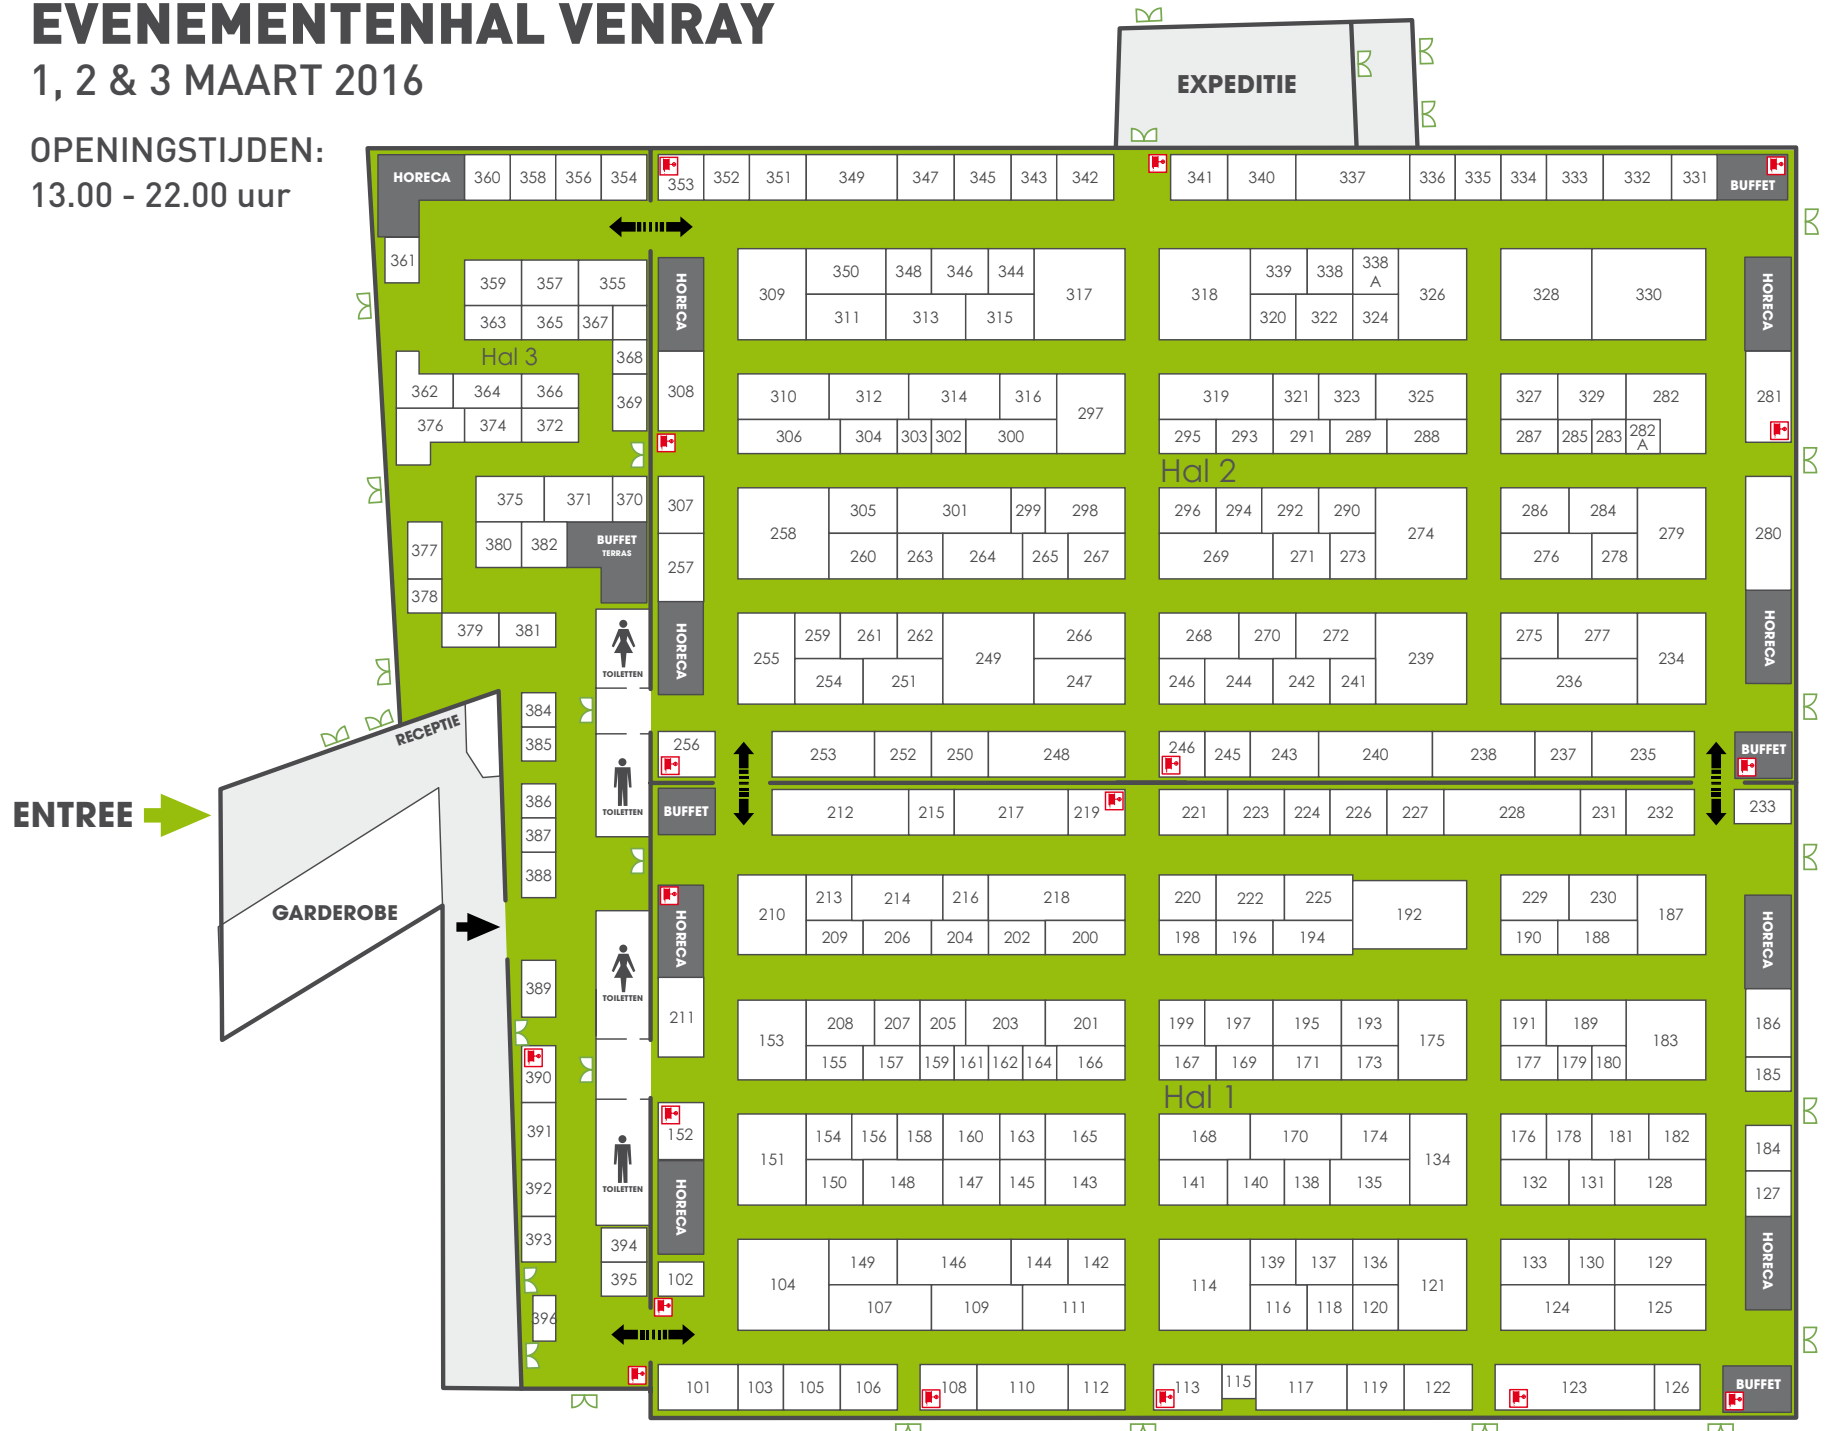 EVENEMENTENHAL VENRAY
1, 2 & 3 MAART 2016
OPENINGSTIJDEN:
13.00 - 22.00 uur
EXPEDITIE
HORECA 360 358 356 354 353 352 351 349 347 345 343 342 341 340 337 336 335 334 333 332 331 BUFFET
361
359 357 355
363 365 367
Hal 3
368
369
362 364 366
376 374 372
375 371 370
380 382 BUFFET
TERRAS
377
378
379 381
TOILETTEN
384
385
RECEPTIE
386
387
388
TOILETTEN
ENTREE
GARDEROBE
389
390
391
392
393
TOILETTEN
TOILETTEN
394
395
396
HORECA
308
307
257
HORECA
256
BUFFET
HORECA
211
152
HORECA
102
309 350 348 346 344 317
311 313 315
318 339 338 338
A 326
320 322 324
328 330
HORECA
281
310 312 314 316 297
306 304 303 302 300
319 321 323 325
295 293 291 289 288
327 329 282
287 285 283 282
A
Hal 2
258 305 301 299 298
260 263 264 265 267
296 294 292 290 274
269 271 273
286 284 279
276 278
280
HORECA
255 259 261 262 249 266
254 251 247
268 270 272 239
246 244 242 241
275 277 234
236
253 252 250 248
246 245 243 240 238 237 235
BUFFET
212 215 217 219
221 223 224 226 227 228 231 232
233
210 213 214 216 218
209 206 204 202 200
220 222 225 192
198 196 194
229 230 187
190 188
HORECA
186
185
153 208 207 205 203 201
155 157 159 161 162 164 166
199 197 195 193 175
167 169 171 173
191 189 183
177 179 180
Hal 1
151 154 156 158 160 163 165
150 148 147 145 143
168 170 174 134
141 140 138 135
176 178 181 182
132 131 128
184
127
HORECA
104 149 146 144 142
107 109 111
114 139 137 136 121
116 118 120
133 130 129
124 125
101 103 105 106 108 110 112 113 115 117 119 122 123 126 BUFFET